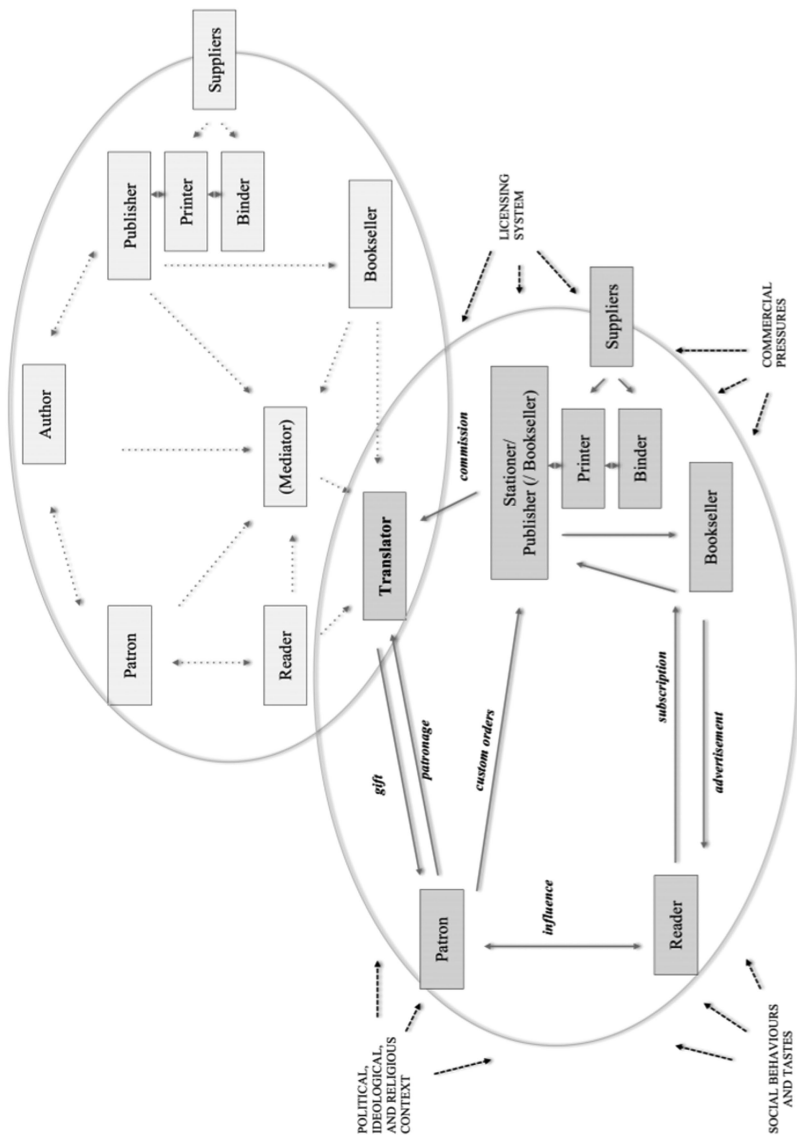 Author
Patron
Publisher
Printer
Binder
Suppliers
Reader
(Mediator)
Bookseller
Translator
gift
patronage
commission
LICENSING
SYSTEM
POLITICAL,
IDEOLOGICAL,
AND RELIGIOUS
CONTEXT
Patron
custom orders
Stationer/
Publisher (/ Bookseller)
Printer
Binder
Suppliers
influence
subscription
advertisement
Reader
Bookseller
COMMERCIAL
PRESSURES
SOCIAL BEHAVIOURS
AND TASTES